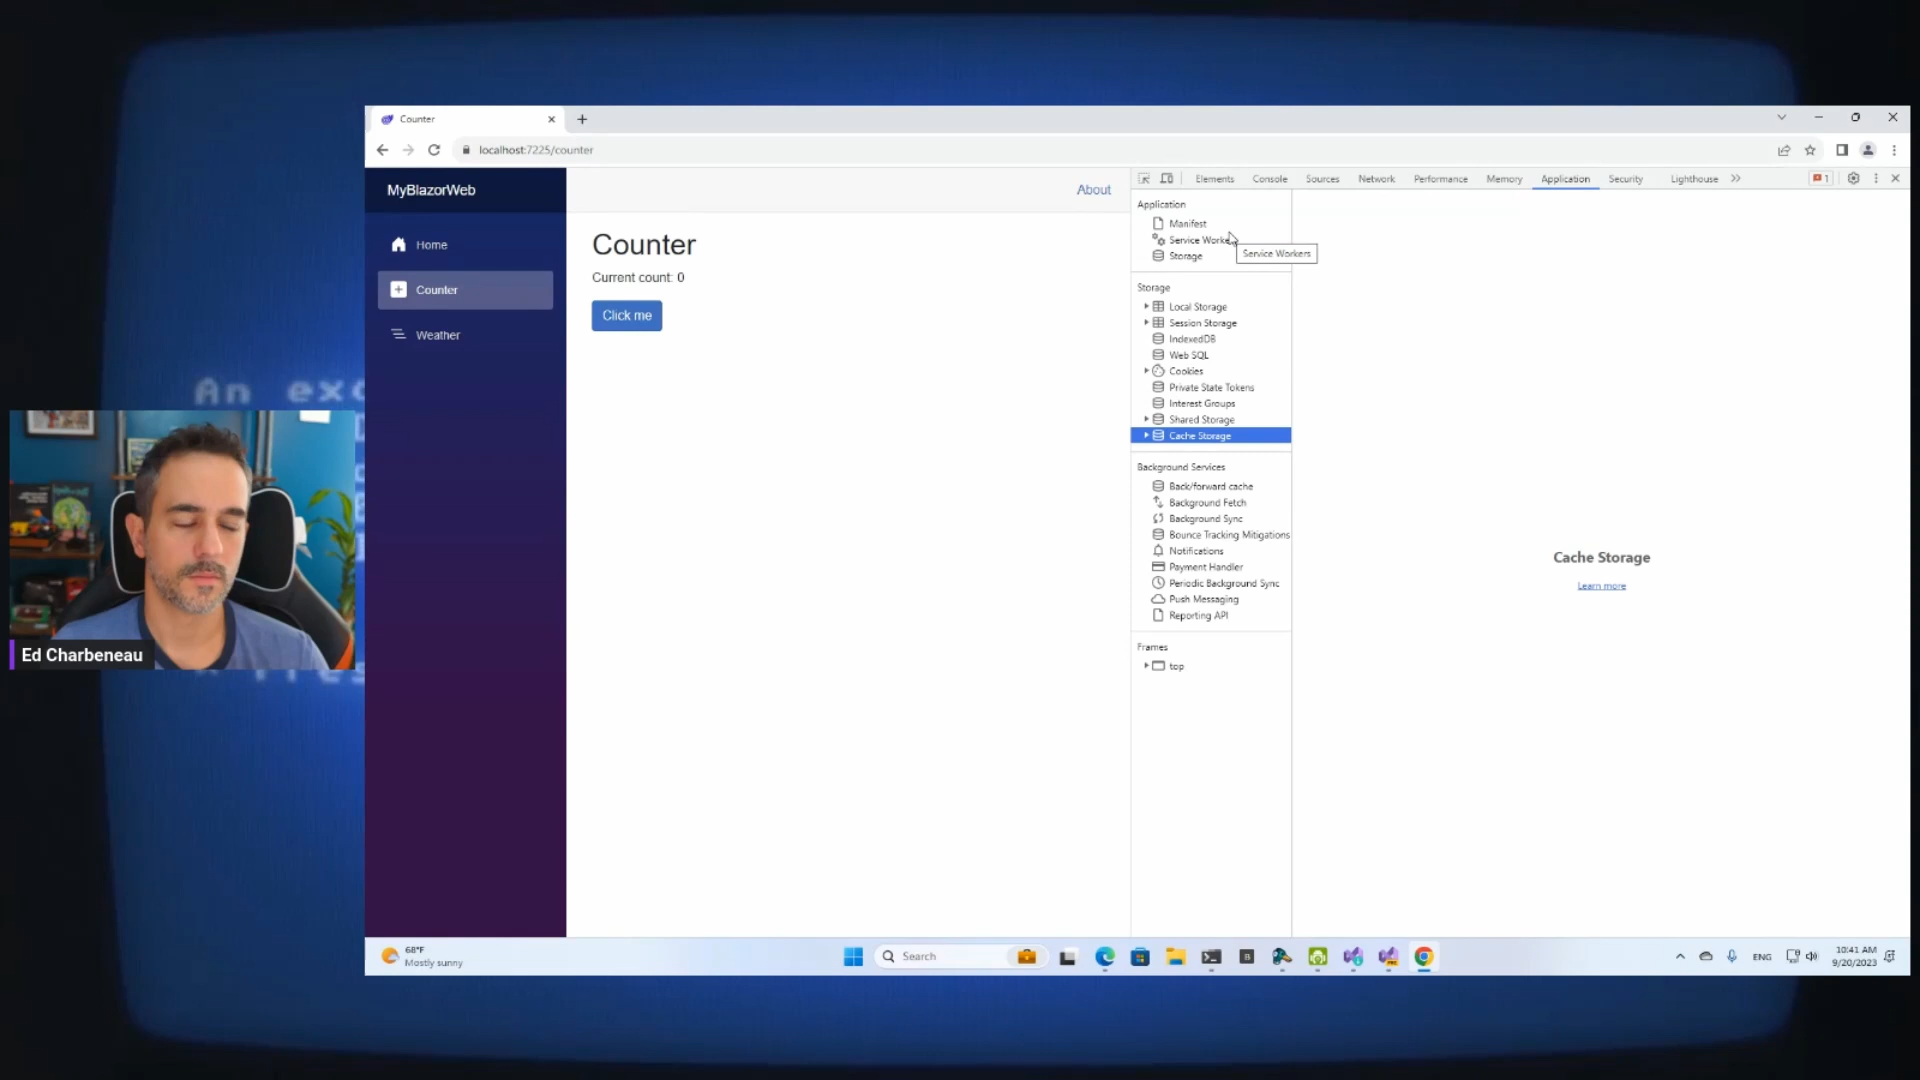 An exc
Ed Charbeneau
Counter
localhost:7225/counter
MyBlazorWeb
Home
Counter
Weather
About
Counter
Current count: 0
Click me
Elements Console Sources Network Performance Memory Application Security Lighthouse 1
Application
Manifest
Service Worke
Service Workers
Storage
Storage
Local Storage
Session Storage
IndexedDB
Web SQL
Cookies
Private State Tokens
Interest Groups
Shared Storage
Cache Storage
Background Services
Back/forward cache
Background Fetch
Background Sync
Bounce Tracking Mitigations
Notifications
Payment Handler
Periodic Background Sync
Push Messaging
Reporting API
Frames
top
Cache Storage
Learn more
68°F
Mostly sunny
Search
ENG
10:41 AM
9/20/2023